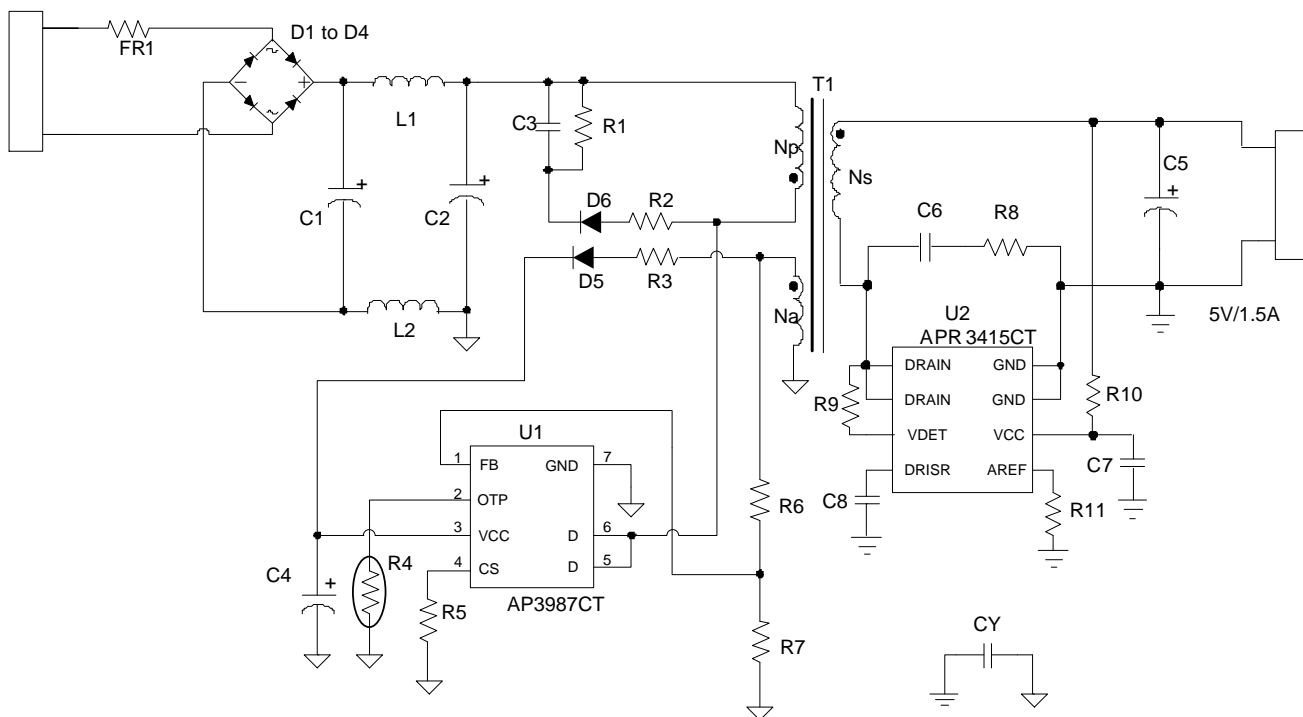 FR1
D1 to D4
L1
C1
C2
L2
C3
R1
D6
R2
D5
R3
T1
Np
Ns
Na
C6
R8
C5
5V/1.5A
U2
APR 3415CT
DRAIN
GND
DRAIN
GND
VDET
VCC
DRISR
AREF
R9
R10
C7
C8
R11
U1
1
FB
GND
7
2
OTP
3
VCC
D
6
4
CS
D
5
AP3987CT
C4
R4
R5
R6
R7
CY